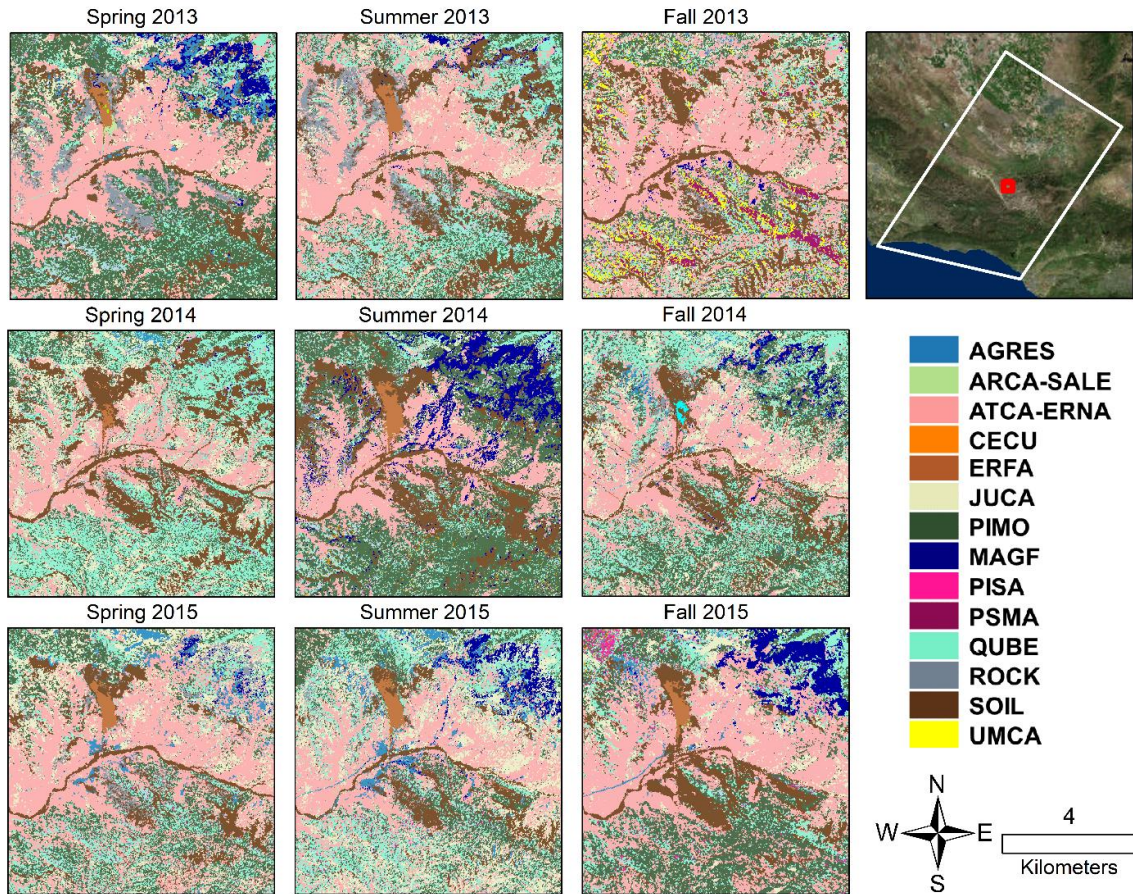 Spring 2013
Summer 2013
Fall 2013
Spring 2014
Summer 2014
Fall 2014
Spring 2015
Summer 2015
Fall 2015
AGRES
ARCA-SALE
ATCA-ERNA
CECU
ERFA
JUCA
PIMO
MAGF
PISA
PSMA
QUBE
ROCK
SOIL
UMCA
N
W E
S
4
Kilometers